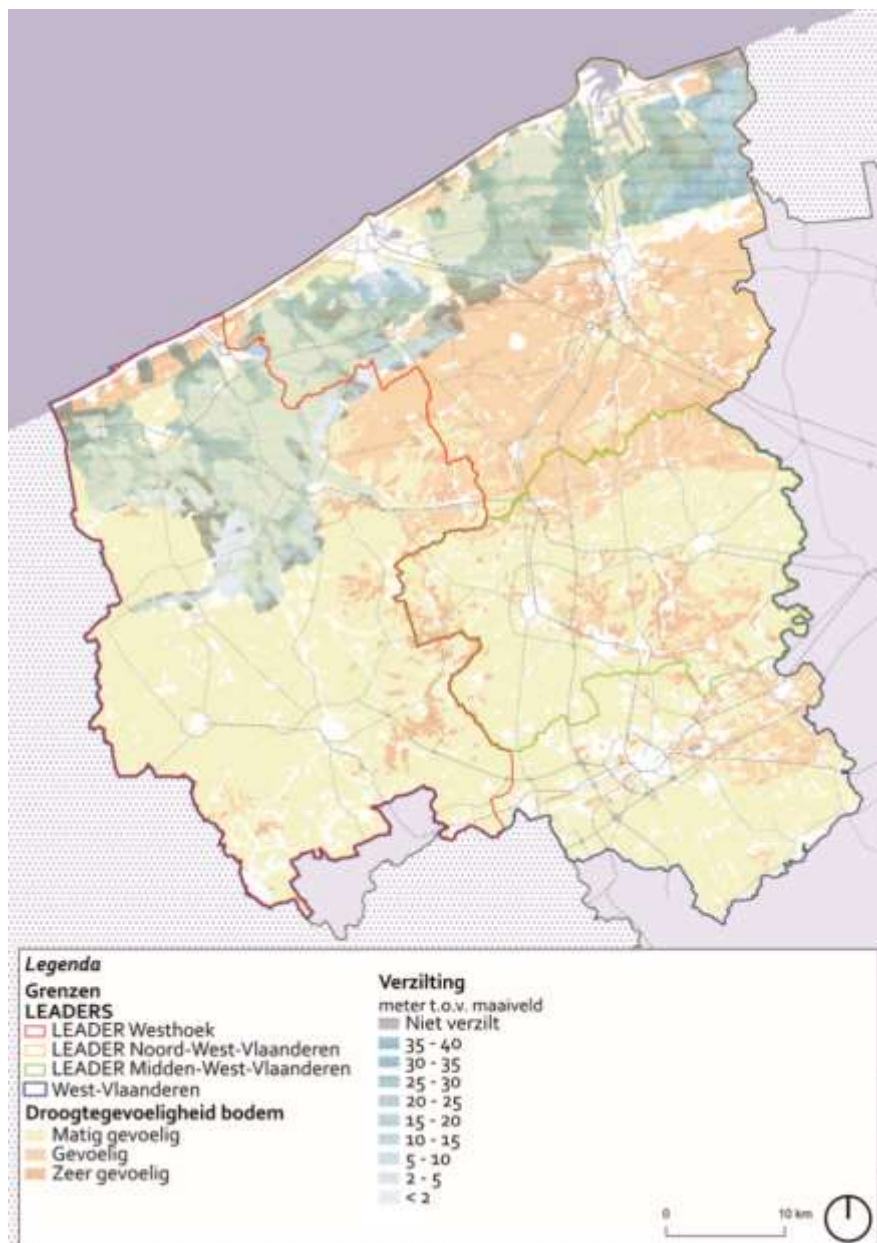 Legenda
Grenzen
LEADERS
LEADER Westhoek
LEADER Noord-West-Vlaanderen
LEADER Midden-West-Vlaanderen
West-Vlaanderen
Droogtegevoeligheid bodem
Matig gevoelig
Gevoelig
Zeer gevoelig
Verzilting
meter t.o.v. maaiveld
Niet verzilt
35 - 40
30 - 35
25 - 30
20 - 25
15 - 20
10 - 15
5 - 10
2 - 5
< 2
0 10 km